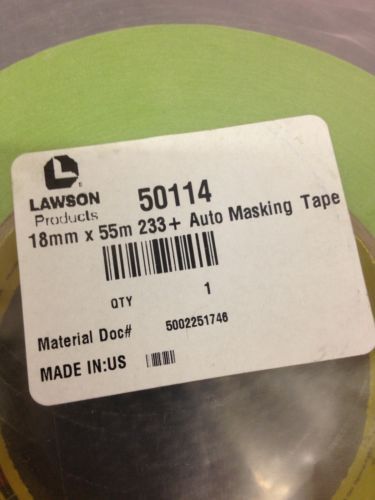 L
LAWSON
Products
50114
18mm x 55m 233+ Auto Masking Tape
QTY 1
Material Doc# 5002251746
MADE IN:US